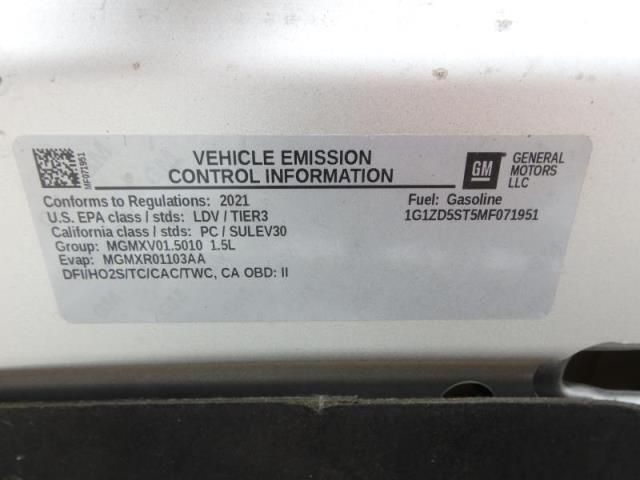 MF071951
VEHICLE EMISSION
CONTROL INFORMATION
GM
GENERAL
MOTORS
LLC
Conforms to Regulations: 2021
U.S. EPA class / stds: LDV / TIER3
California class / stds: PC / SULEV30
Group: MGMXV01.5010 1.5L
Evap: MGMXR01103AA
DFI/HO2S/TC/CAC/TWC, CA OBD: II
Fuel: Gasoline
1G1ZD5ST5MF071951